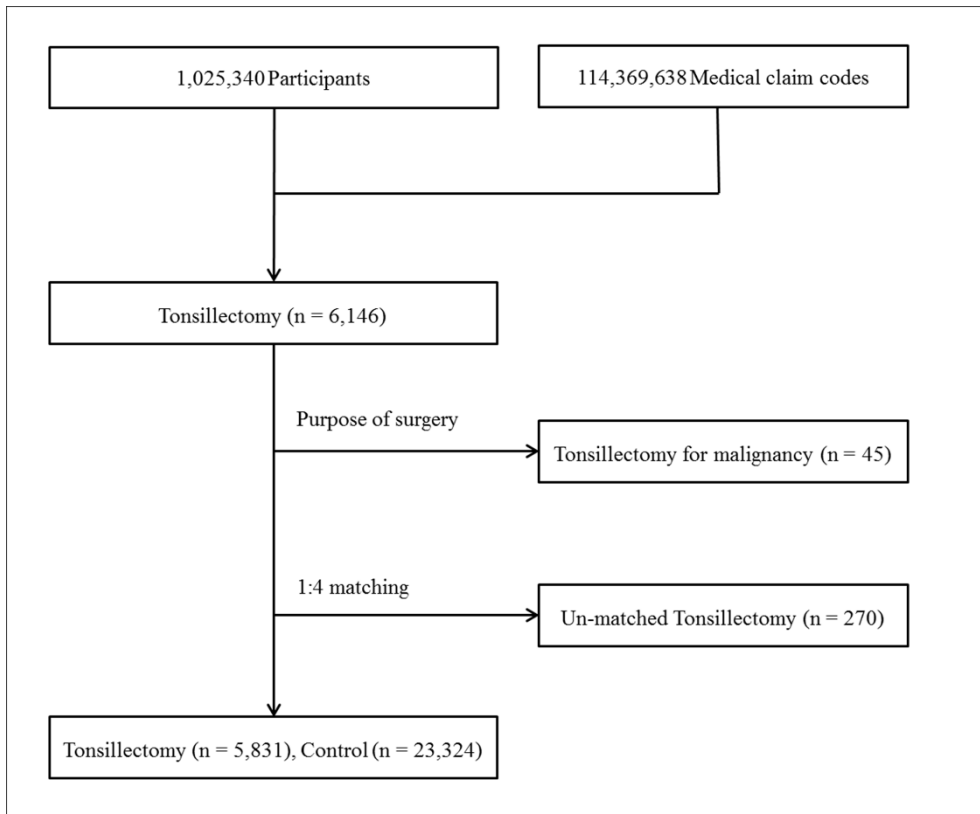 1,025,340 Participants
114,369,638 Medical claim codes
Tonsillectomy (n = 6,146)
Purpose of surgery
Tonsillectomy for malignancy (n = 45)
1:4 matching
Un-matched Tonsillectomy (n = 270)
Tonsillectomy (n = 5,831), Control (n = 23,324)